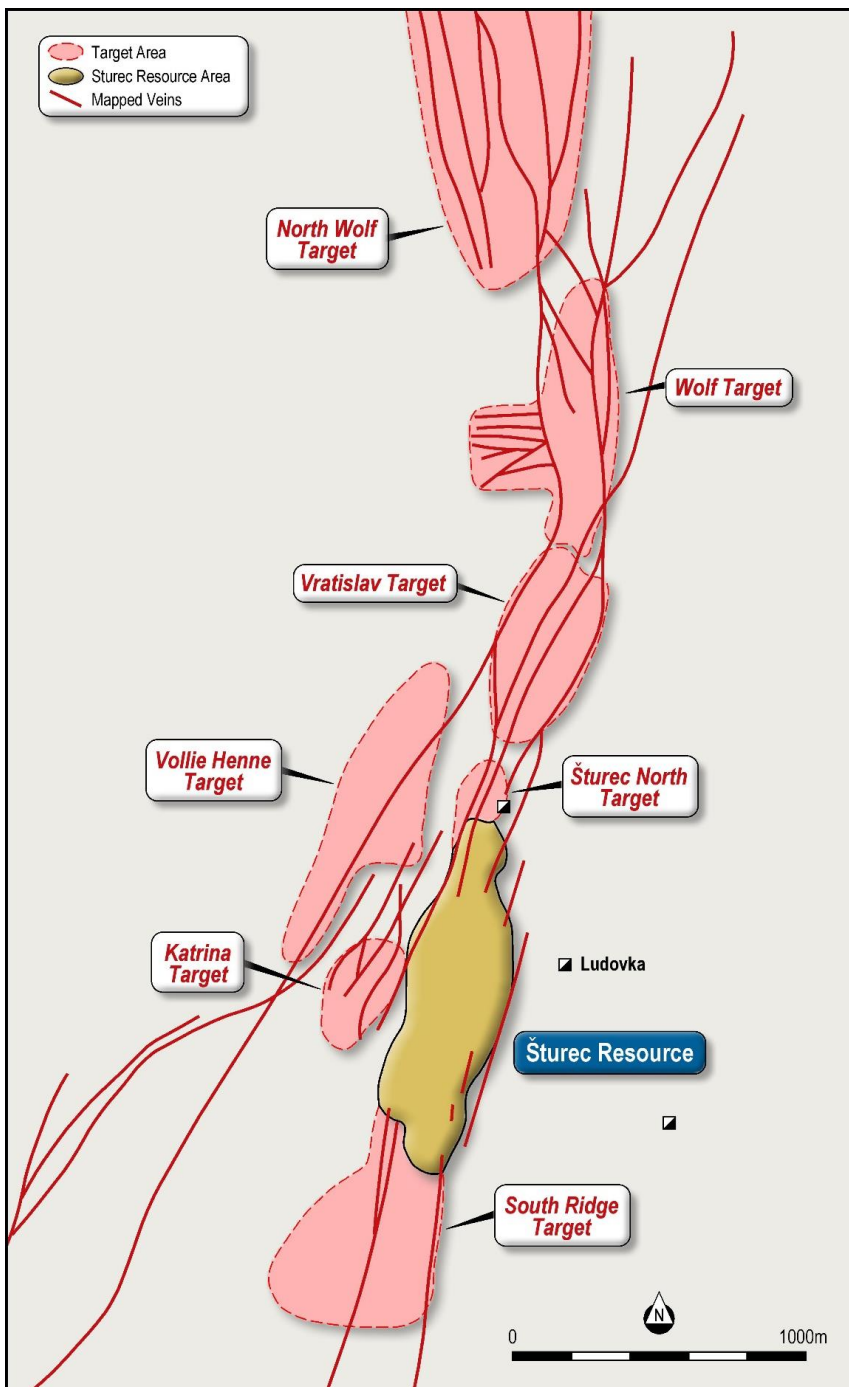 Target Area
Sturec Resource Area
Mapped Veins
North Wolf
Target
Wolf Target
Vratislav Target
Vollie Henne
Target
Šturec North
Target
Katrina
Target
Ludovka
Šturec Resource
South Ridge
Target
N
0 1000m